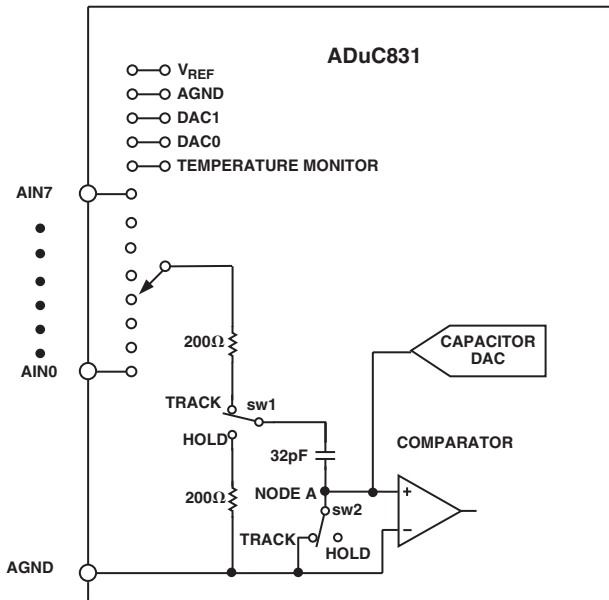 ADuC831
VREF
AGND
DAC1
DAC0
TEMPERATURE MONITOR
AIN7
AIN0
200Ω
CAPACITOR
DAC
TRACK
sw1
HOLD
COMPARATOR
32pF
200Ω
NODE A
+
sw2
−
TRACK
HOLD
AGND